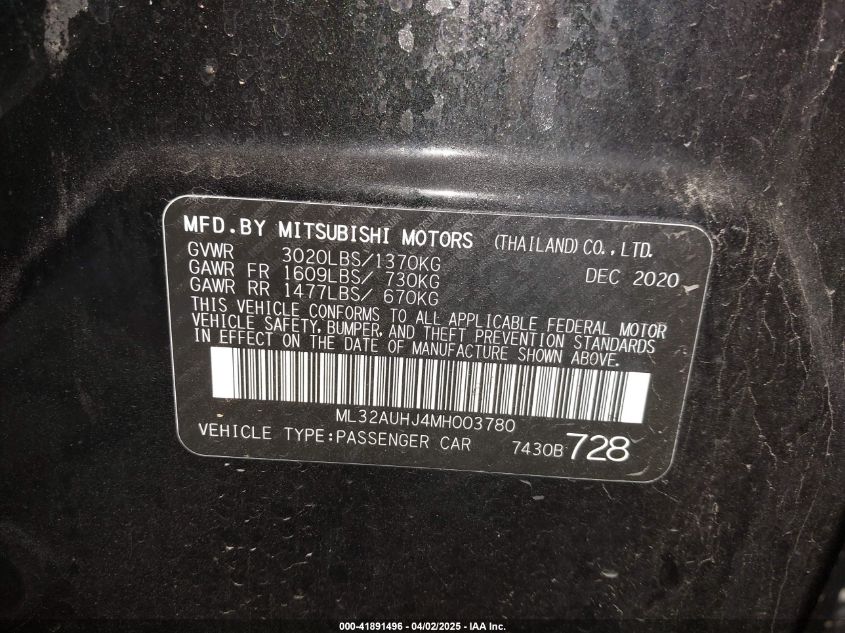 MFD.BY MITSUBISHI MOTORS (THAILAND)CO.,LTD.
GVWR 3020LBS/1370KG DEC 2020
GAWR FR 1609LBS/ 730KG
GAWR RR 1477LBS/ 670KG
THIS VEHICLE CONFORMS TO ALL APPLICABLE FEDERAL MOTOR
VEHICLE SAFETY, BUMPER, AND THEFT PREVENTION STANDARDS
IN EFFECT ON THE DATE OF MANUFACTURE SHOWN ABOVE.
ML32AUHJ4MH003780
VEHICLE TYPE:PASSENGER CAR 7430B 728
000-41891496 - 04/02/2025 - IAA Inc.